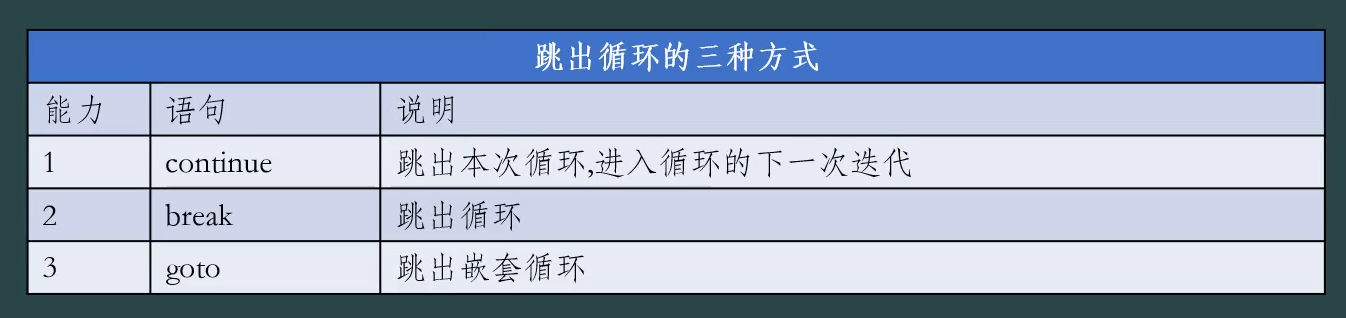 跳出循环的三种方式
能力 语句 说明
1 continue 跳出本次循环,进入循环的下一次迭代
2 break 跳出循环
3 goto 跳出嵌套循环